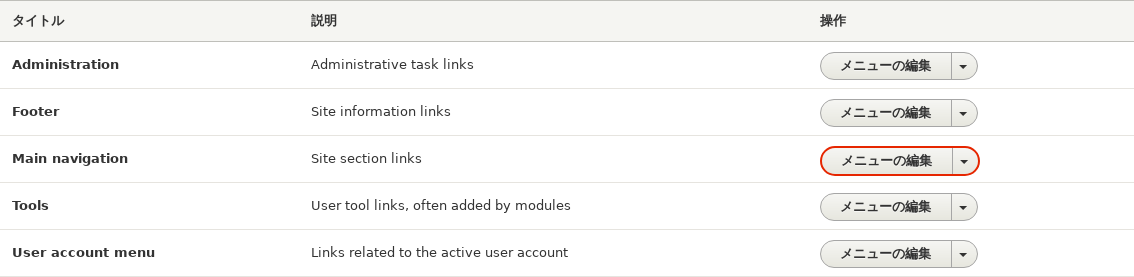 タイトル 説明 操作
Administration Administrative task links メニューの編集
Footer Site information links メニューの編集
Main navigation Site section links メニューの編集
Tools User tool links, often added by modules メニューの編集
User account menu Links related to the active user account メニューの編集